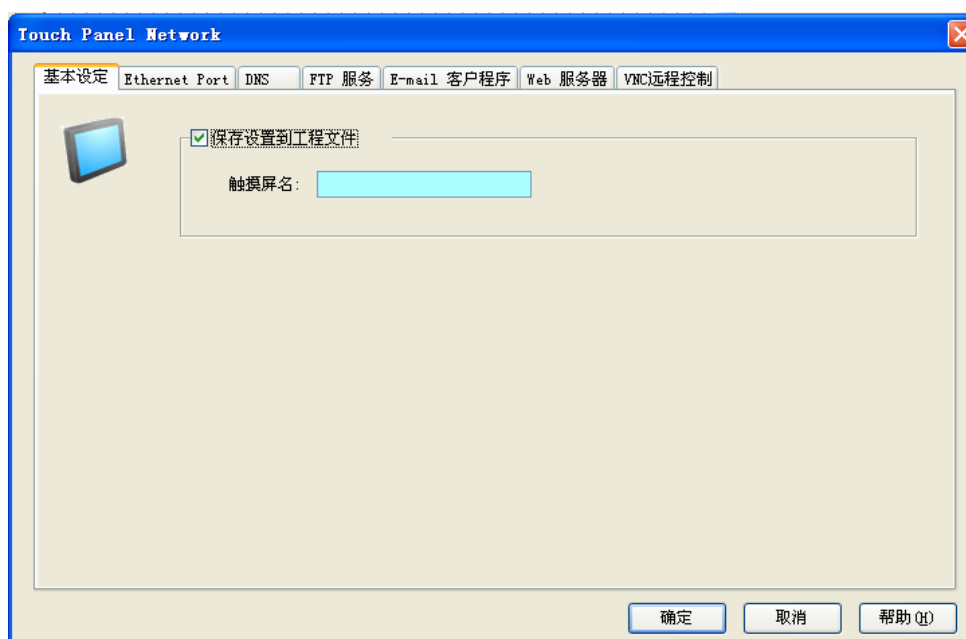 Touch Panel Network
基本设定 Ethernet Port DNS FTP 服务 E-mail 客户程序 Web 服务器 VNC远程控制
保存设置到工程文件
触摸屏名:
确定 取消 帮助(H)